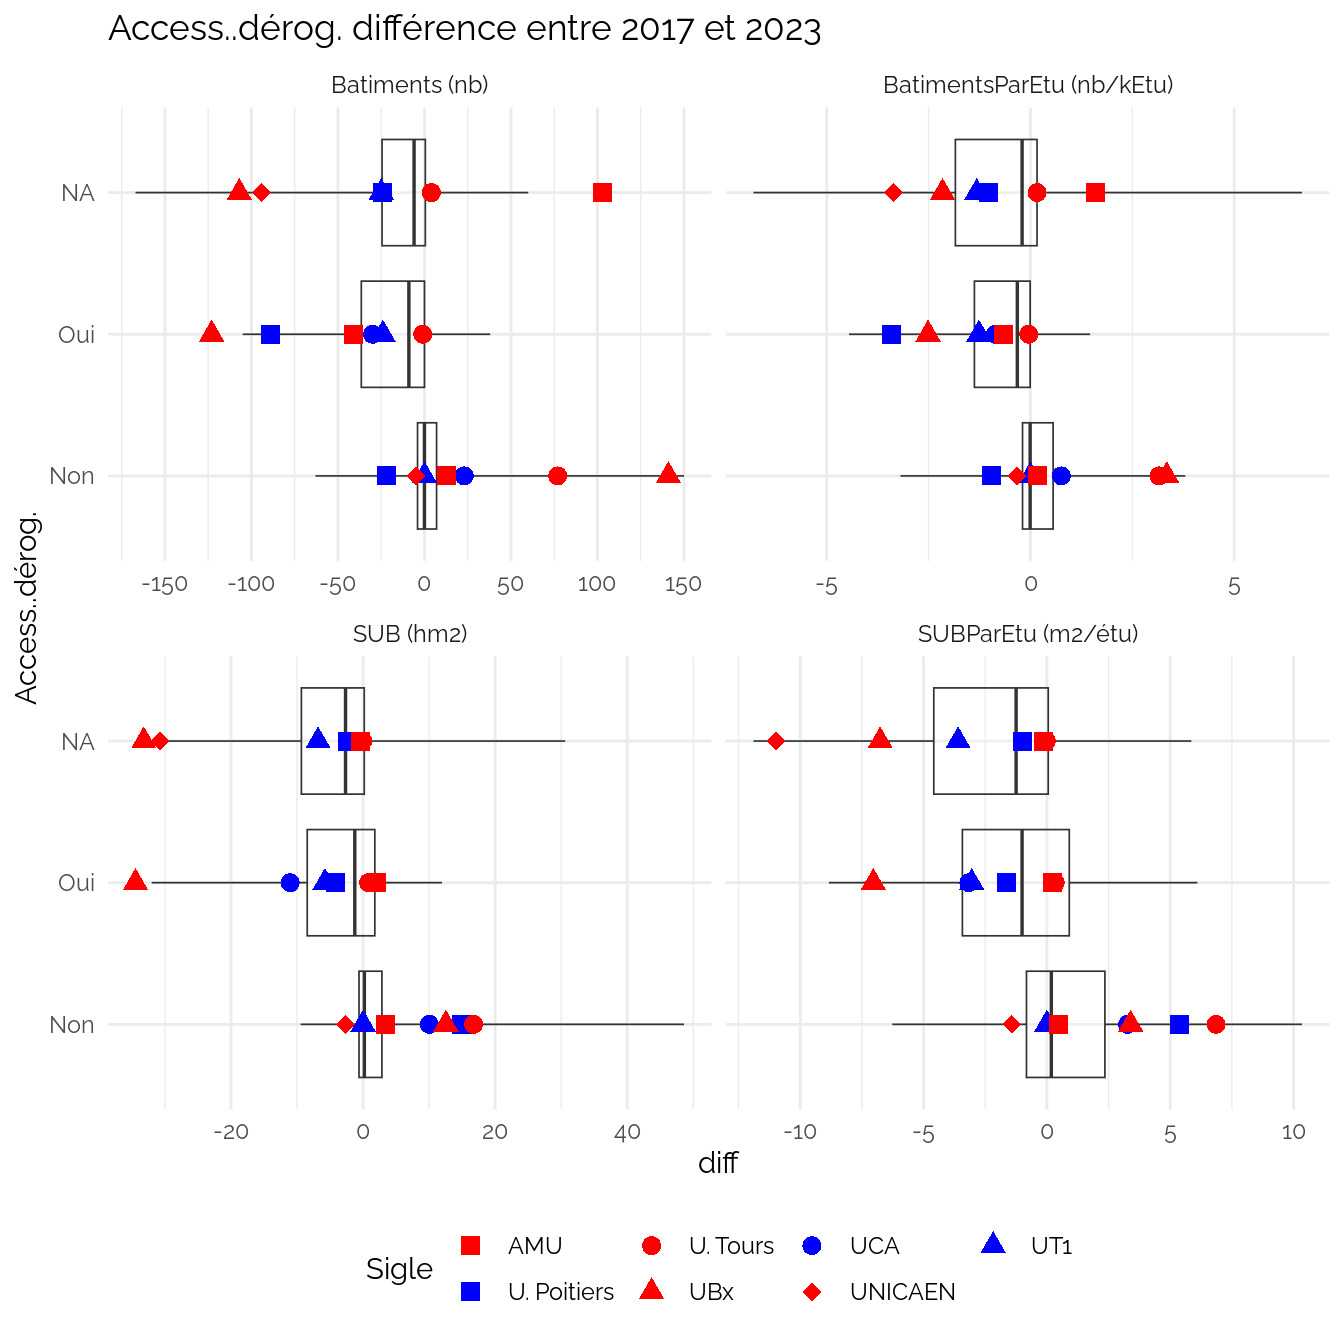 Access..dérog. différence entre 2017 et 2023
Batiments (nb)
BatimentsParEtu (nb/kEtu)
NA
Oui
Non
-150 -100 -50 0 50 100 150
-5 0 5
Access..dérog.
SUB (hm2)
SUBParEtu (m2/étu)
NA
Oui
Non
-20 0 20 40
-10 -5 0 5 10
diff
Sigle
AMU
U. Tours
UCA
UT1
U. Poitiers
UBx
UNICAEN